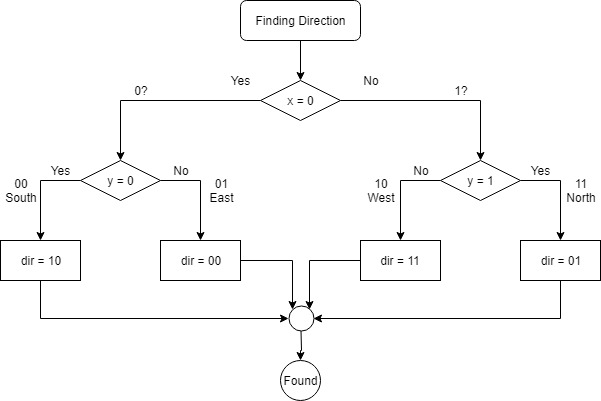 Finding Direction
Yes
No
0?
x = 0
1?
Yes
No
No
Yes
00
South
y = 0
01
East
10
West
y = 1
11
North
dir = 10
dir = 00
dir = 11
dir = 01
Found